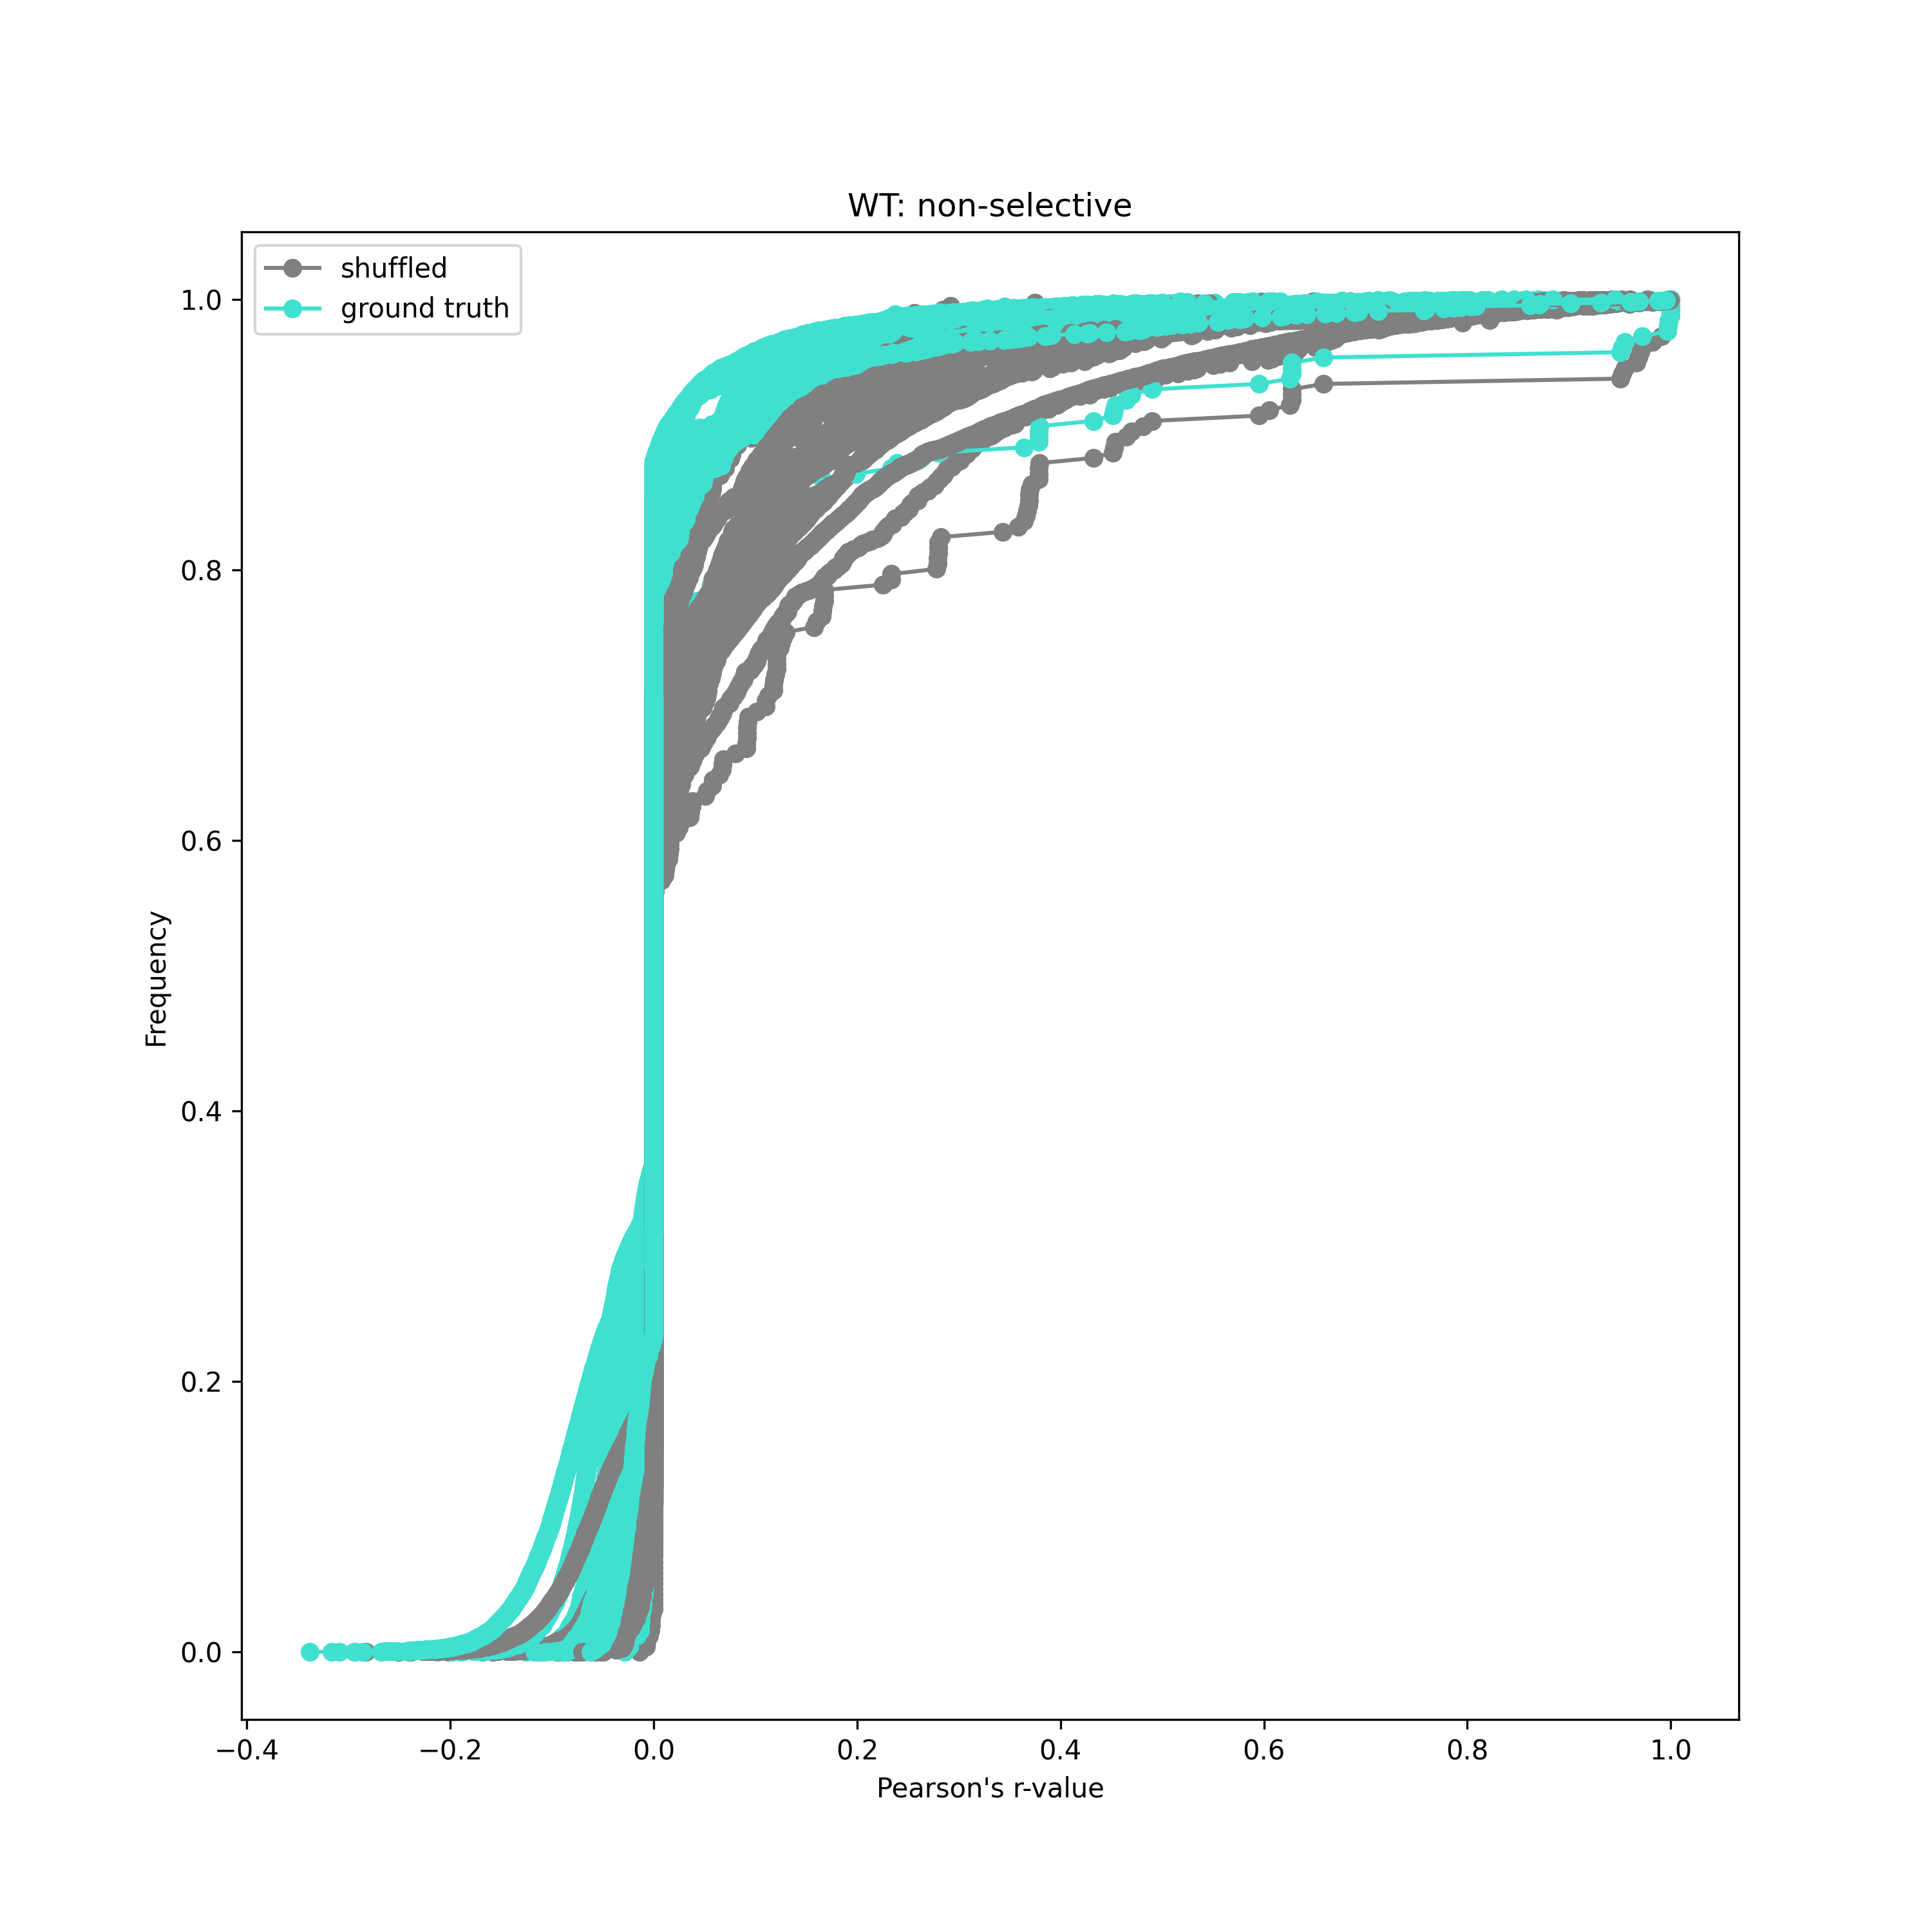 WT: non-selective
shuffled
ground truth
1.0
0.8
0.6
0.4
0.2
0.0
Frequency
−0.4 −0.2 0.0 0.2 0.4 0.6 0.8 1.0
Pearson's r-value